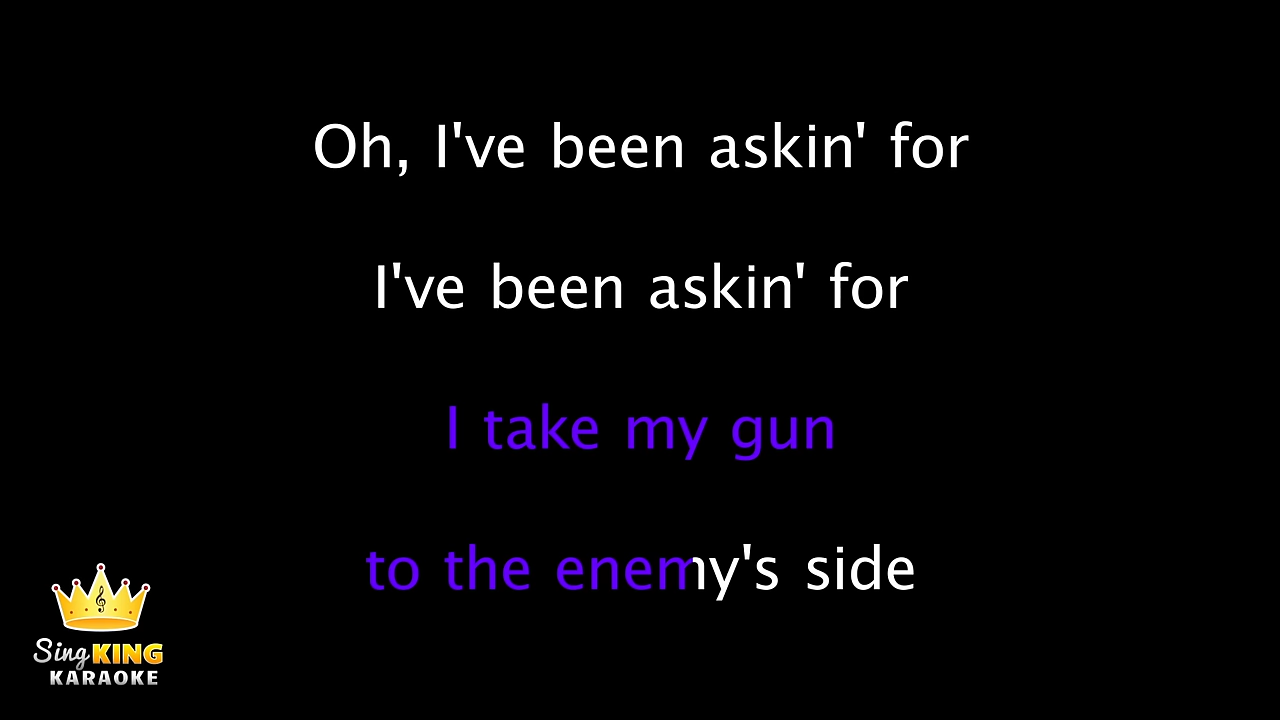 Oh, I've been askin' for
I've been askin' for
I take my gun
to the enemy's side
Sing KING
KARAOKE